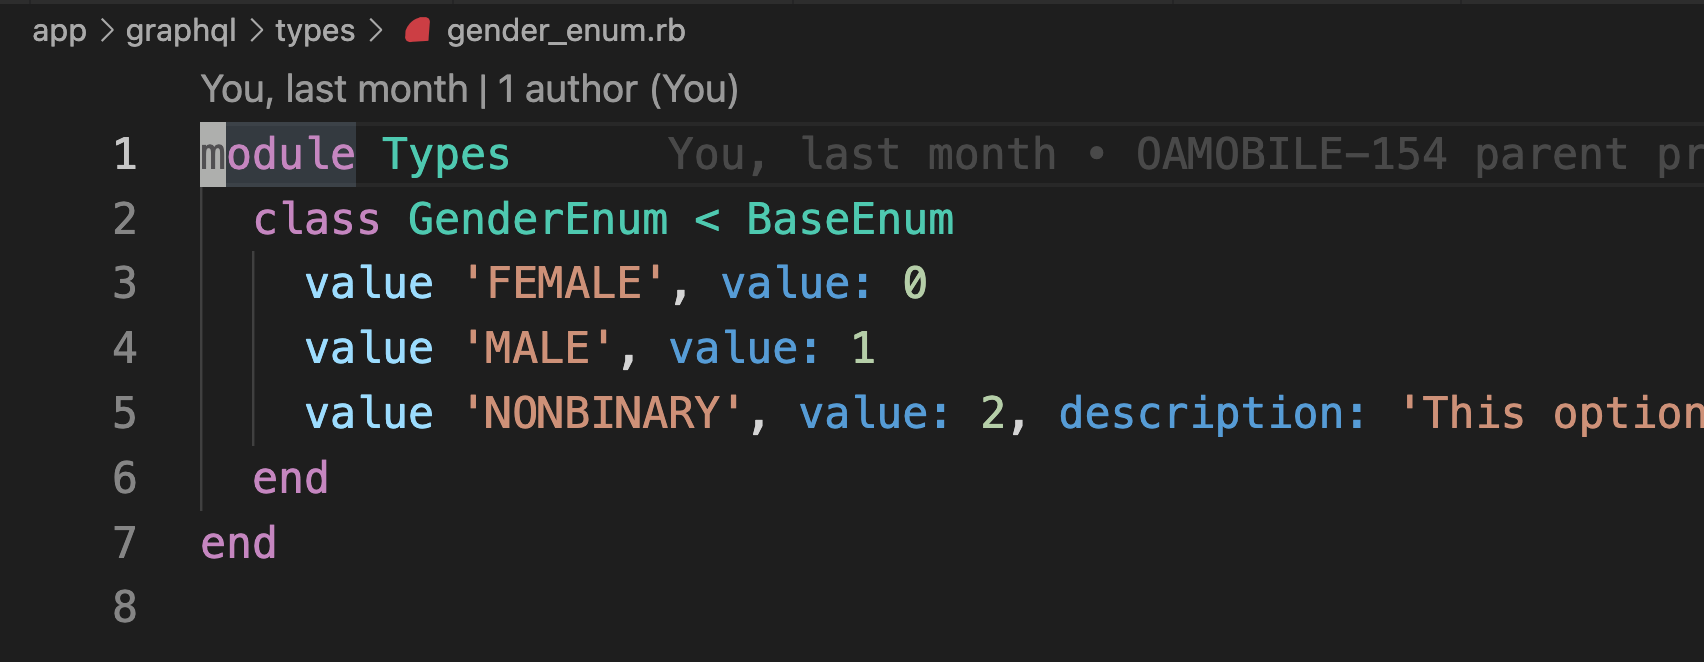 app > graphql > types > gender_enum.rb
You, last month | 1 author (You)
1 module Types You, last month • OAMOBILE-154 parent pr
2 class GenderEnum < BaseEnum
3 value 'FEMALE', value: 0
4 value 'MALE', value: 1
5 value 'NONBINARY', value: 2, description: 'This option
6 end
7 end
8